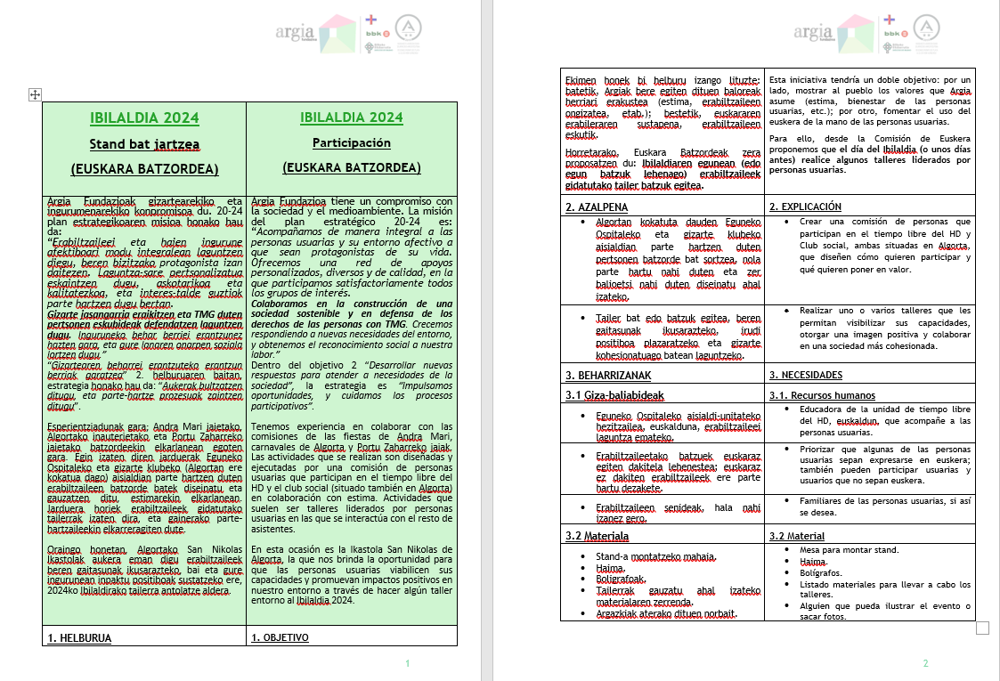 argia
fundazioa
bbk
IBILALDIA 2024
Stand bat jartzea
(EUSKARA BATZORDEA)
Argia Fundazioak gizartearekiko eta
ingurumenarekiko konpromisoa du. 20-24
plan estrategikoaren misioa honako hau
da:
“Erabiltzaileei eta haien ingurune
afektiboari modu integralean laguntzen
diegu, beren bizitzako protagonista izan
daitezen. Laguntza-sare pertsonalizatua
eskaintzen dugu, askotarikoa eta
kalitatezkoa, eta interes-talde guztiok
parte hartzen dugu bertan.
Gizarte jasangarria eraikitzen eta TMG duten
pertsonen eskubideak defendatzen laguntzen
dugu. Inguruneko behar berriei erantzunez
hazten gara, eta gure lanaren onarpen soziala
lortzen dugu.”
“Gizartearen beharrei erantzuteko erantzun
berriak garatzea” 2. helburuaren baitan,
estrategia honako hau da: “Aukerak bultzatzen
ditugu, eta parte-hartze prozesuak zaintzen
ditugu”.
Esperientziadunak gara: Andra Mari jaietako,
Algortako inauterietako eta Portu Zaharreko
jaietako batzordeekin elkarlanean egoten
gara. Egin izaten diren jarduerak Eguneko
Ospitaleko eta gizarte klubeko (Algortan ere
kokatua dago) aisialdian parte hartzen duten
erabiltzaileen batzorde batek diseinatu, eta
gauzatzen ditu, estimarekin elkarlanean.
Jarduera horiek erabiltzaileek gidatutako
tailerrak izaten dira, eta gainerako parte-
hartzaileekin elkarreragiten dute.
Oraingo honetan, Algortako San Nikolas
Ikastolak aukera eman digu erabiltzaileek
beren gaitasunak ikusarazteko, bai eta gure
ingurunean inpaktu positiboak sustatzeko ere,
2024ko Ibilaldirako tailerra antolatze aldera.
1. HELBURUA
IBILALDIA 2024
Participación
(EUSKARA BATZORDEA)
Argia Fundazioa tiene un compromiso con
la sociedad y el medioambiente. La misión
del plan estratégico 20-24 es:
“Acompañamos de manera integral a las
personas usuarias y su entorno afectivo a
que sean protagonistas de su vida.
Ofrecemos una red de apoyos
personalizados, diversos y de calidad, en la
que participamos satisfactoriamente todos
los grupos de interés.
Colaboramos en la construcción de una
sociedad sostenible y en defensa de los
derechos de las personas con TMG. Crecemos
respondiendo a nuevas necesidades del entorno,
y obtenemos el reconocimiento social a nuestra
labor.”
Dentro del objetivo 2 “Desarrollar nuevas
respuestas para atender a necesidades de la
sociedad”, la estrategia es “Impulsamos
oportunidades, y cuidamos los procesos
participativos”.
Tenemos experiencia en colaborar con las
comisiones de las fiestas de Andra Mari,
carnavales de Algorta y Portu Zaharreko jaiak.
Las actividades que se realizan son diseñadas y
ejecutadas por una comisión de personas
usuarias que participan en el tiempo libre del
HD y el club social (situado también en Algorta)
en colaboración con estima. Actividades que
suelen ser talleres liderados por personas
usuarias en las que se interactúa con el resto de
asistentes.
En esta ocasión es la Ikastola San Nikolas de
Algorta, la que nos brinda la oportunidad para
que las personas usuarias viabilicen sus
capacidades y promuevan impactos positivos en
nuestro entorno a través de hacer algún taller
entorno al Ibilaldia 2024.
1. OBJETIVO
1
argia
fundazioa
bbk
Ekimen honek bi helburu izango lituzte:
batetik, Argiak bere egiten dituen baloreak
herriari erakustea (estima, erabiltzaileen
ongizatea, etab.); bestetik, euskararen
erabileraren sustapena, erabiltzaileen
eskutik.
Horretarako, Euskara Batzordeak zera
proposatzen du: Ibilaldiaren egunean (edo
egun batzuk lehenago) erabiltzaileek
gidatutako tailer batzuk egitea.
Esta iniciativa tendría un doble objetivo: por un
lado, mostrar al pueblo los valores que Argia
asume (estima, bienestar de las personas
usuarias, etc.); por otro, fomentar el uso del
euskera de la mano de las personas usuarias.
Para ello, desde la Comisión de Euskera
proponemos que el día del Ibilaldia (o unos días
antes) realice algunos talleres liderados por
personas usuarias.
2. AZALPENA
2. EXPLICACIÓN
• Algortan kokatuta dauden Eguneko
Ospitaleko eta gizarte klubeko
aisialdian parte hartzen duten
pertsonen batzorde bat sortzea, nola
parte hartu nahi duten eta zer
balioetsi nahi duten diseinatu ahal
izateko.
• Crear una comisión de personas que
participan en el tiempo libre del HD y
Club social, ambas situadas en Algorta,
que diseñen cómo quieren participar y
qué quieren poner en valor.
• Tailer bat edo batzuk egitea, beren
gaitasunak ikusarazteko, irudi
positiboa plazaratzeko eta gizarte
kohesionatuago batean laguntzeko.
• Realizar uno o varios talleres que les
permitan visibilizar sus capacidades,
otorgar una imagen positiva y colaborar
en una sociedad más cohesionada.
3. BEHARRIZANAK
3. NECESIDADES
3.1 Giza-baliabideak
3.1. Recursos humanos
• Eguneko Ospitaleko aisialdi-unitateko
hezitzailea, euskalduna, erabiltzaileei
laguntza emateko.
• Educadora de la unidad de tiempo libre
del HD, euskaldun, que acompañe a las
personas usuarias.
• Erabiltzaileetako batzuek euskaraz
egiten dakitela lehenestea; euskaraz
ez dakiten erabiltzaileek ere parte
hartu dezakete.
• Priorizar que algunas de las personas
usuarias sepan expresarse en euskera;
también pueden participar usuarias y
usuarios que no sepan euskera.
• Erabiltzaileen senideak, hala nahi
izanez gero.
• Familiares de las personas usuarias, si así
se desea.
3.2 Materiala
3.2 Material
• Stand-a montatzeko mahaia.
• Haima.
• Boligrafoak.
• Tailerrak gauzatu ahal izateko
materialaren zerrenda.
• Argazkiak aterako dituen norbait.
• Mesa para montar stand.
• Haima.
• Bolígrafos.
• Listado materiales para llevar a cabo los
talleres.
• Alguien que pueda ilustrar el evento o
sacar fotos.
2